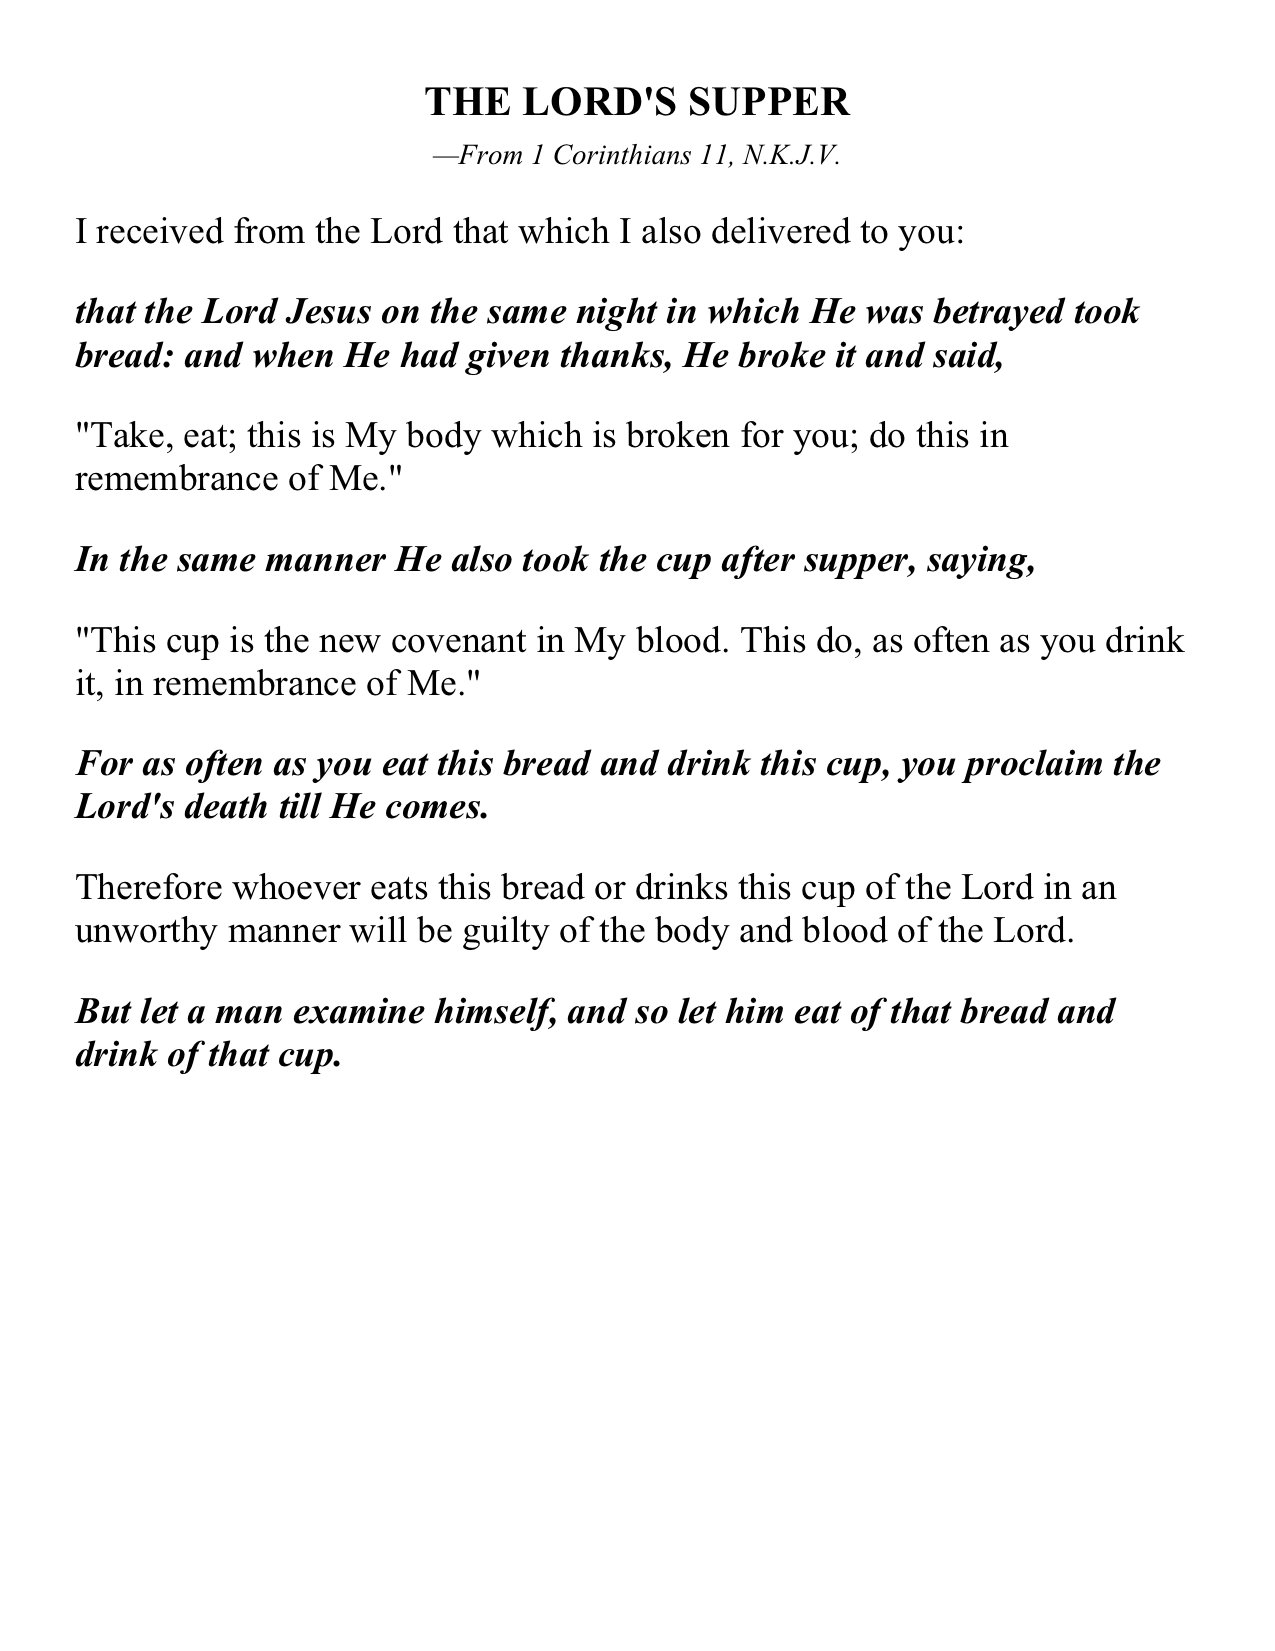 THE LORD'S SUPPER
—From 1 Corinthians 11, N.K.J.V.
I received from the Lord that which I also delivered to you:
that the Lord Jesus on the same night in which He was betrayed took
bread: and when He had given thanks, He broke it and said,
"Take, eat; this is My body which is broken for you; do this in
remembrance of Me."
In the same manner He also took the cup after supper, saying,
"This cup is the new covenant in My blood. This do, as often as you drink
it, in remembrance of Me."
For as often as you eat this bread and drink this cup, you proclaim the
Lord's death till He comes.
Therefore whoever eats this bread or drinks this cup of the Lord in an
unworthy manner will be guilty of the body and blood of the Lord.
But let a man examine himself, and so let him eat of that bread and
drink of that cup.